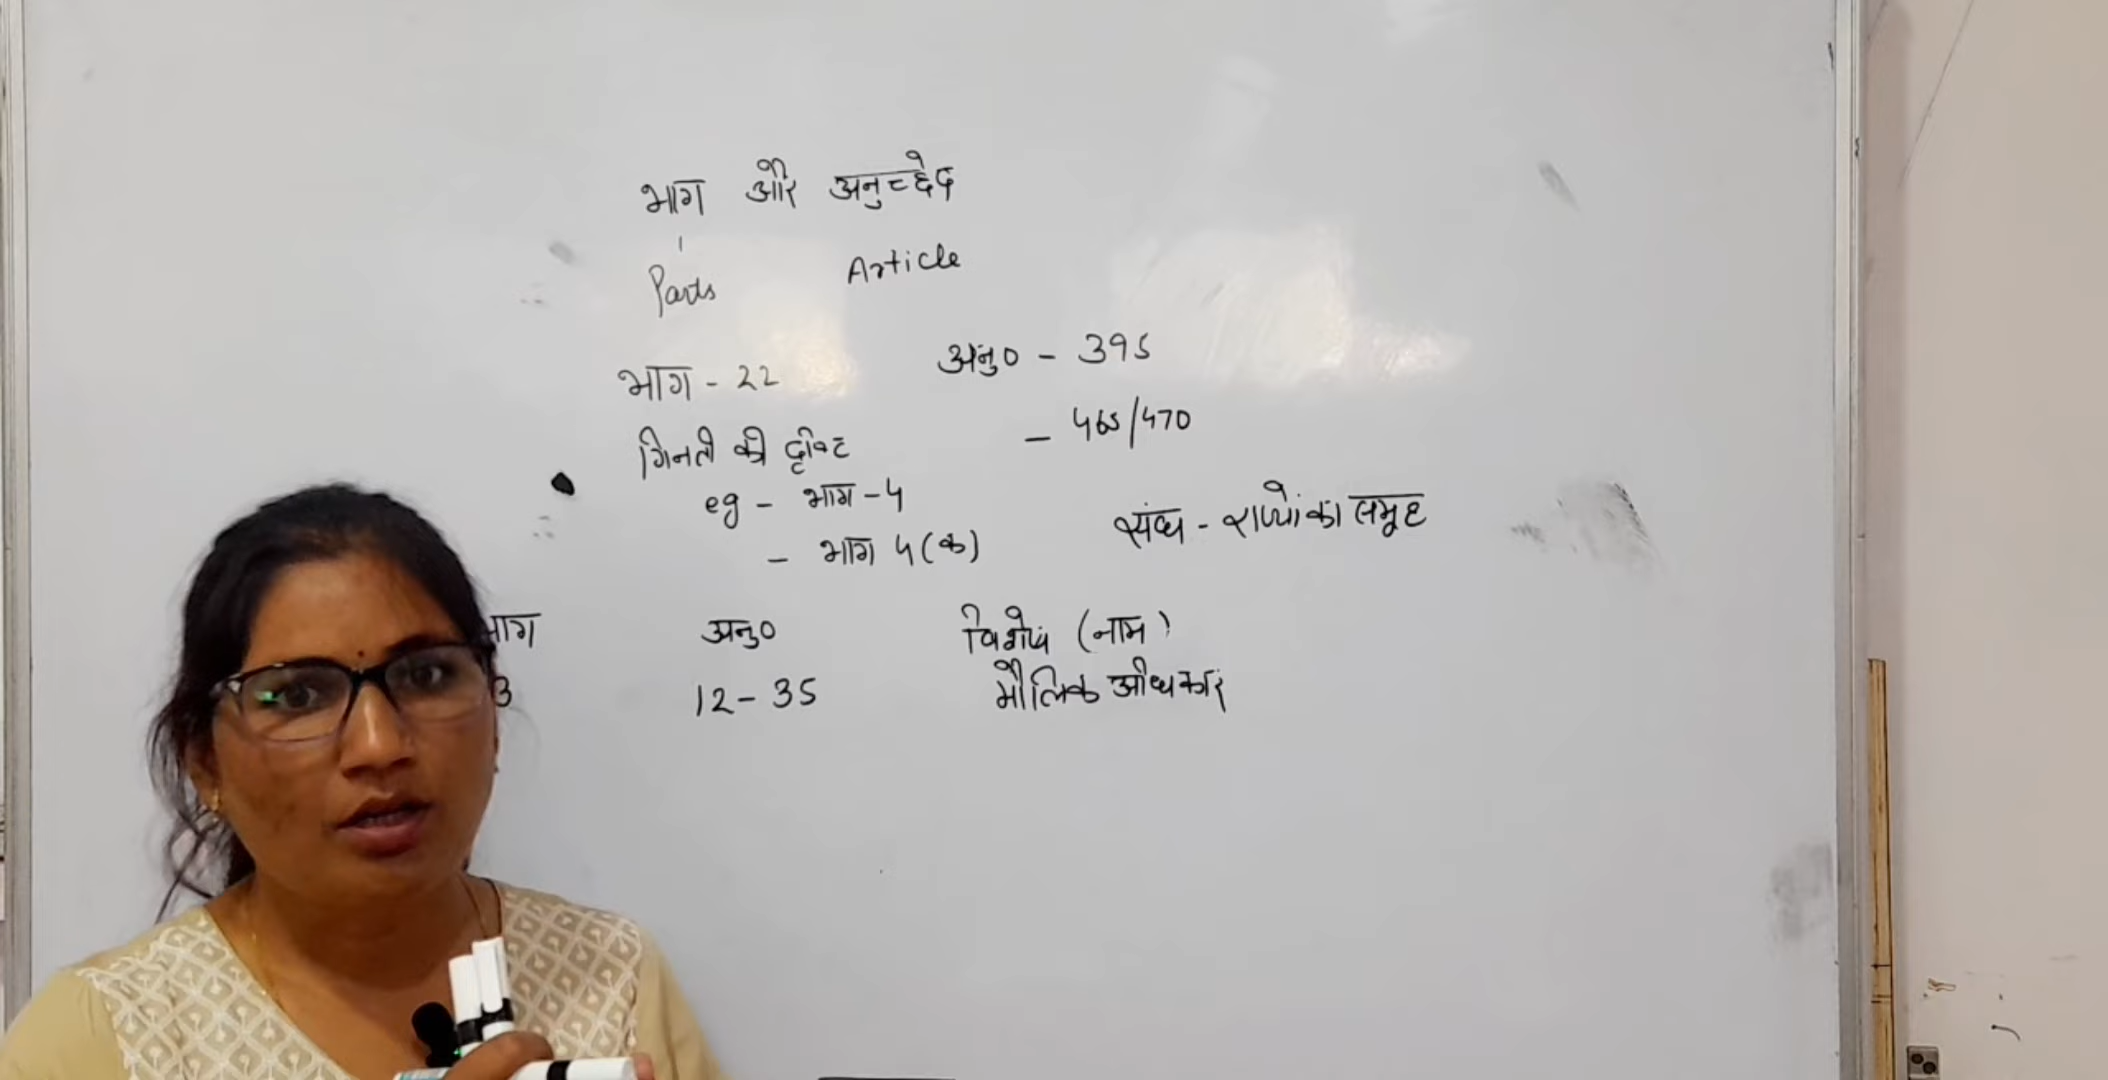 भाग और अनुच्छेद
Parts Article
भाग - 22 अनु० - 395
गिनती की दृष्टि - 465/470
eg - भाग - 4
- भाग 4 (क) संघ - राज्यों का समूह
भाग अनु० विशेष (नाम)
3 12 - 35 मौलिक अधिकार